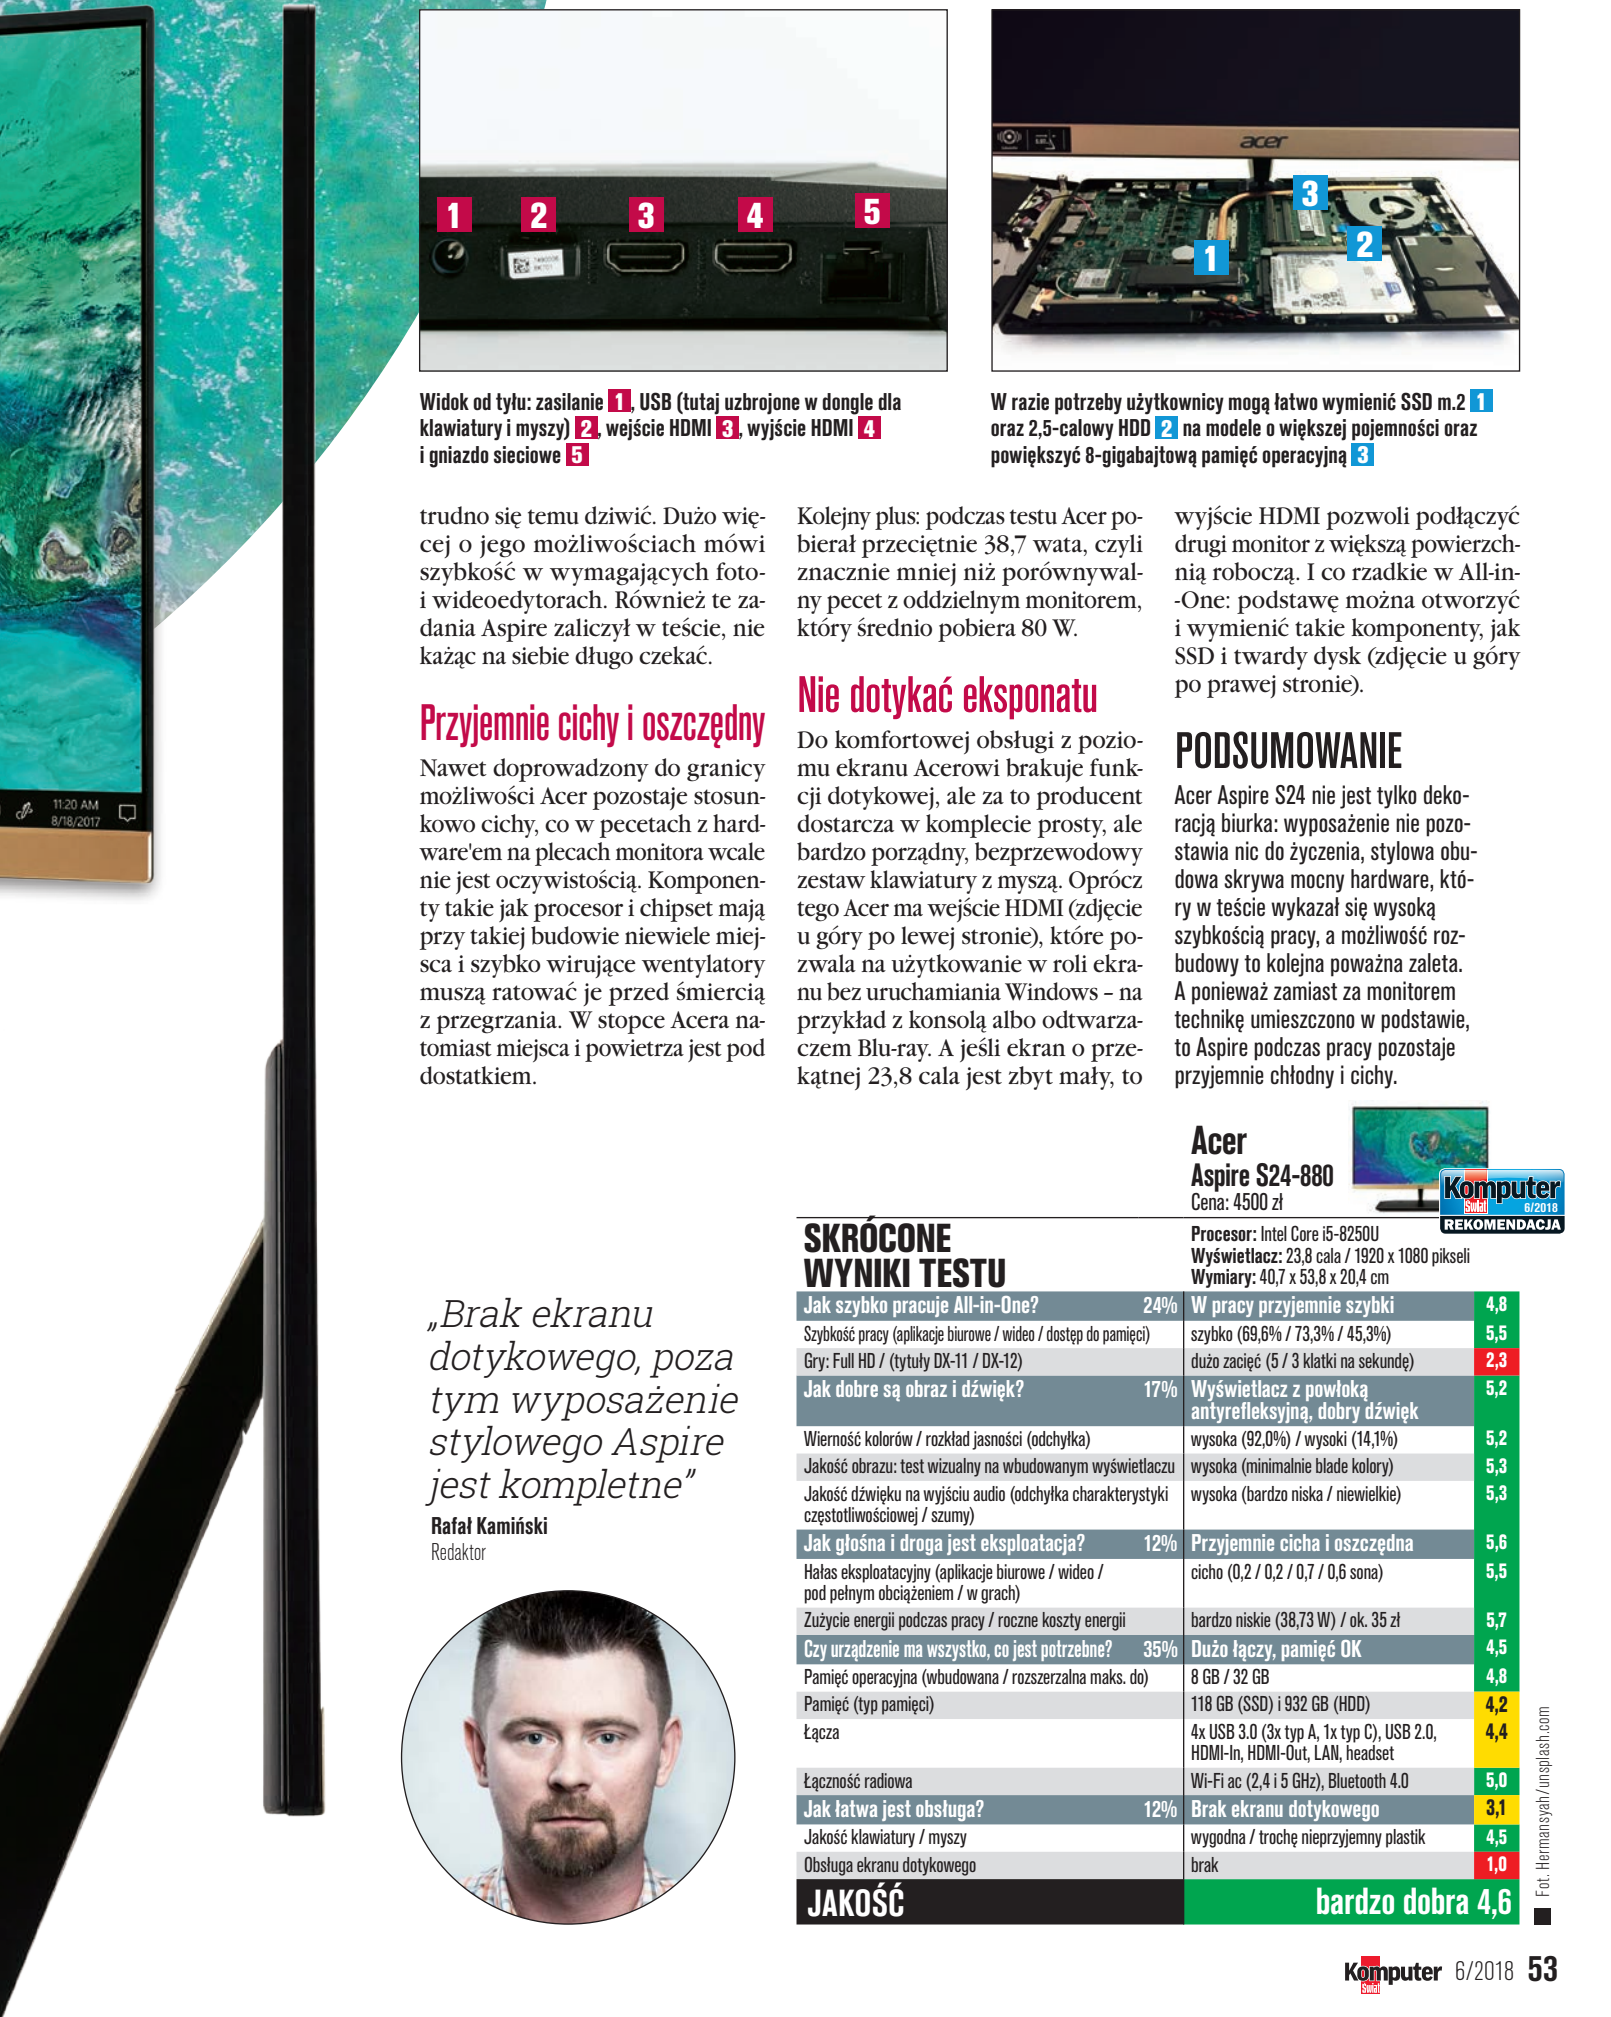 1 2 3 4 5
acer
1 2 3
Widok od tyłu: zasilanie 1, USB (tutaj uzbrojone w dongle dla
klawiatury i myszy) 2, wejście HDMI 3, wyjście HDMI 4
i gniazdo sieciowe 5
W razie potrzeby użytkownicy mogą łatwo wymienić SSD m.2 1
oraz 2,5-calowy HDD 2 na modele o większej pojemności oraz
powiększyć 8-gigabajtową pamięć operacyjną 3
11:20 AM
8/18/2017
trudno się temu dziwić. Dużo wię-
cej o jego możliwościach mówi
szybkość w wymagających foto-
i wideoedytorach. Również te za-
dania Aspire zaliczył w teście, nie
każąc na siebie długo czekać.
Przyjemnie cichy i oszczędny
Nawet doprowadzony do granicy
możliwości Acer pozostaje stosun-
kowo cichy, co w pecetach z hard-
ware'em na plecach monitora wcale
nie jest oczywistością. Komponen-
ty takie jak procesor i chipset mają
przy takiej budowie niewiele miej-
sca i szybko wirujące wentylatory
muszą ratować je przed śmiercią
z przegrzania. W stopce Acera na-
tomiast miejsca i powietrza jest pod
dostatkiem.
Kolejny plus: podczas testu Acer po-
bierał przeciętnie 38,7 wata, czyli
znacznie mniej niż porównywal-
ny pecet z oddzielnym monitorem,
który średnio pobiera 80 W.
Nie dotykać eksponatu
Do komfortowej obsługi z pozio-
mu ekranu Acerowi brakuje funk-
cji dotykowej, ale za to producent
dostarcza w komplecie prosty, ale
bardzo porządny, bezprzewodowy
zestaw klawiatury z myszą. Oprócz
tego Acer ma wejście HDMI (zdjęcie
u góry po lewej stronie), które po-
zwala na użytkowanie w roli ekra-
nu bez uruchamiania Windows – na
przykład z konsolą albo odtwarza-
czem Blu-ray. A jeśli ekran o prze-
kątnej 23,8 cala jest zbyt mały, to
wyjście HDMI pozwoli podłączyć
drugi monitor z większą powierzch-
nią roboczą. I co rzadkie w All-in-
-One: podstawę można otworzyć
i wymienić takie komponenty, jak
SSD i twardy dysk (zdjęcie u góry
po prawej stronie).
PODSUMOWANIE
Acer Aspire S24 nie jest tylko deko-
racją biurka: wyposażenie nie pozo-
stawia nic do życzenia, stylowa obu-
dowa skrywa mocny hardware, któ-
ry w teście wykazał się wysoką
szybkością pracy, a możliwość roz-
budowy to kolejna poważna zaleta.
A ponieważ zamiast za monitorem
technikę umieszczono w podstawie,
to Aspire podczas pracy pozostaje
przyjemnie chłodny i cichy.
„Brak ekranu
dotykowego, poza
tym wyposażenie
stylowego Aspire
jest kompletne”
Rafał Kamiński
Redaktor
Acer
Aspire S24-880
Cena: 4500 zł
Komputer
Świat 6/2018
REKOMENDACJA
SKRÓCONE
WYNIKI TESTU
Procesor: Intel Core i5-8250U
Wyświetlacz: 23,8 cala / 1920 x 1080 pikseli
Wymiary: 40,7 x 53,8 x 20,4 cm
Jak szybko pracuje All-in-One? 24% W pracy przyjemnie szybki 4,8
Szybkość pracy (aplikacje biurowe / wideo / dostęp do pamięci) szybko (69,6% / 73,3% / 45,3%) 5,5
Gry: Full HD / (tytuły DX-11 / DX-12) dużo zacięć (5 / 3 klatki na sekundę) 2,3
Jak dobre są obraz i dźwięk? 17% Wyświetlacz z powłoką 5,2
antyrefleksyjną, dobry dźwięk
Wierność kolorów / rozkład jasności (odchyłka) wysoka (92,0%) / wysoki (14,1%) 5,2
Jakość obrazu: test wizualny na wbudowanym wyświetlaczu wysoka (minimalnie blade kolory) 5,3
Jakość dźwięku na wyjściu audio (odchyłka charakterystyki wysoka (bardzo niska / niewielkie) 5,3
częstotliwościowej / szumy)
Jak głośna i droga jest eksploatacja? 12% Przyjemnie cicha i oszczędna 5,6
Hałas eksploatacyjny (aplikacje biurowe / wideo / cicho (0,2 / 0,2 / 0,7 / 0,6 sona) 5,5
pod pełnym obciążeniem / w grach)
Zużycie energii podczas pracy / roczne koszty energii bardzo niskie (38,73 W) / ok. 35 zł 5,7
Czy urządzenie ma wszystko, co jest potrzebne? 35% Dużo łączy, pamięć OK 4,5
Pamięć operacyjna (wbudowana / rozszerzalna maks. do) 8 GB / 32 GB 4,8
Pamięć (typ pamięci) 118 GB (SSD) i 932 GB (HDD) 4,2
Łącza 4x USB 3.0 (3x typ A, 1x typ C), USB 2.0, 4,4
HDMI-In, HDMI-Out, LAN, headset
Łączność radiowa Wi-Fi ac (2,4 i 5 GHz), Bluetooth 4.0 5,0
Jak łatwa jest obsługa? 12% Brak ekranu dotykowego 3,1
Jakość klawiatury / myszy wygodna / trochę nieprzyjemny plastik 4,5
Obsługa ekranu dotykowego brak 1,0
JAKOŚĆ bardzo dobra 4,6
Fot. Hermansyah/unsplash.com
Komputer Świat 6/2018 53